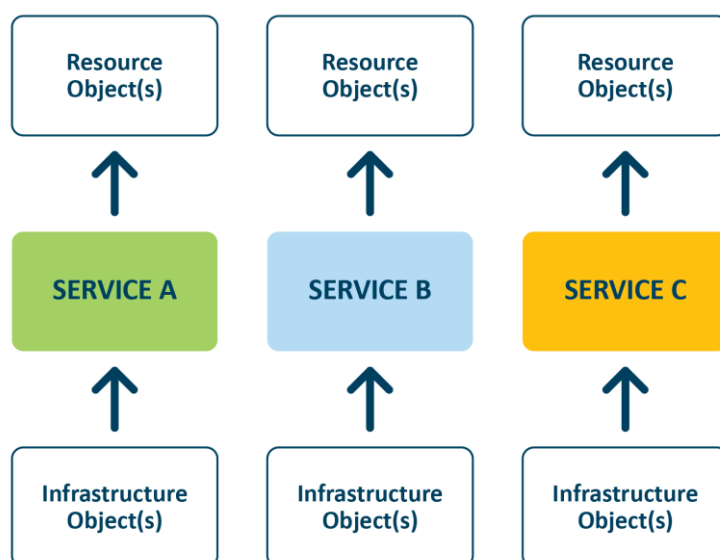 Resource
Object(s)
Resource
Object(s)
Resource
Object(s)
SERVICE A
SERVICE B
SERVICE C
Infrastructure
Object(s)
Infrastructure
Object(s)
Infrastructure
Object(s)